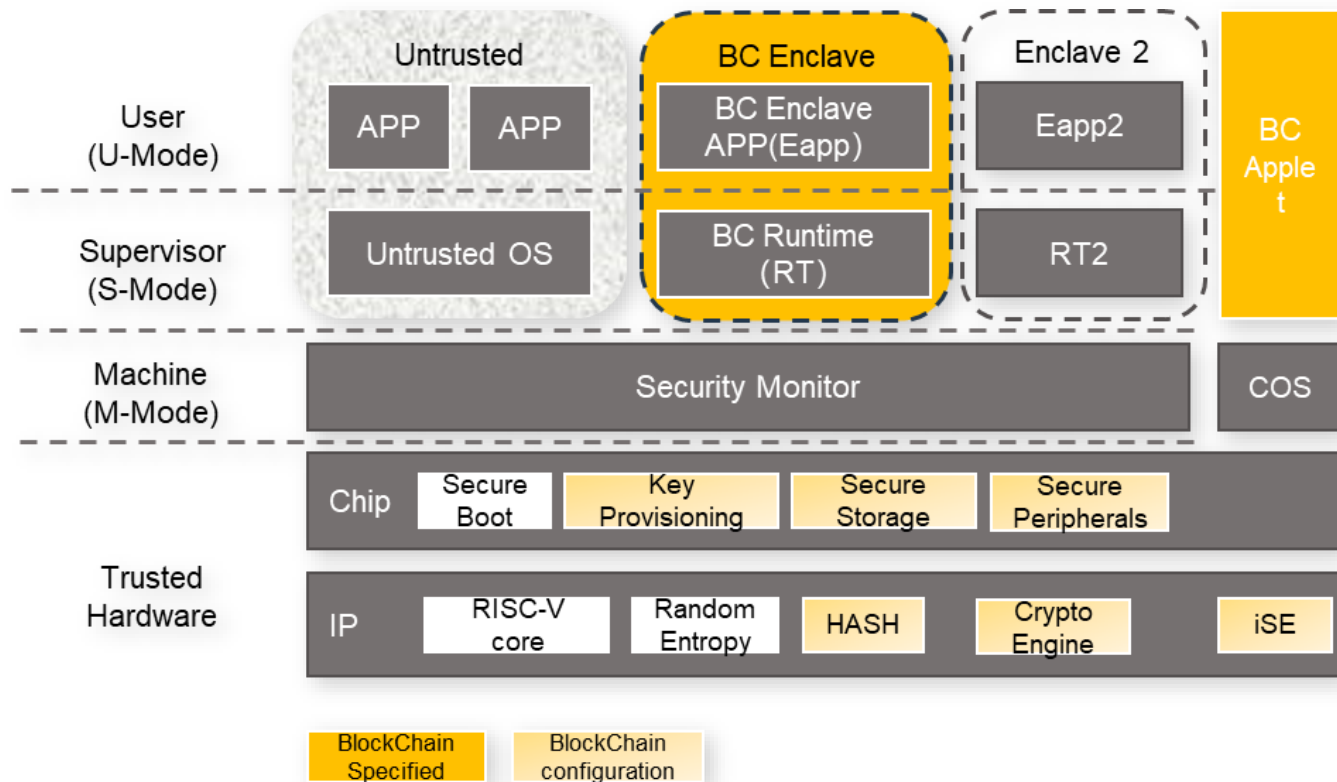 Untrusted
BC Enclave
Enclave 2
User
(U-Mode)
APP
APP
BC Enclave
APP(Eapp)
Eapp2
BC
Apple
t
Supervisor
(S-Mode)
Untrusted OS
BC Runtime
(RT)
RT2
Machine
(M-Mode)
Security Monitor
COS
Trusted
Hardware
Chip
Secure
Boot
Key
Provisioning
Secure
Storage
Secure
Peripherals
IP
RISC-V
core
Random
Entropy
HASH
Crypto
Engine
iSE
BlockChain
Specified
BlockChain
configuration